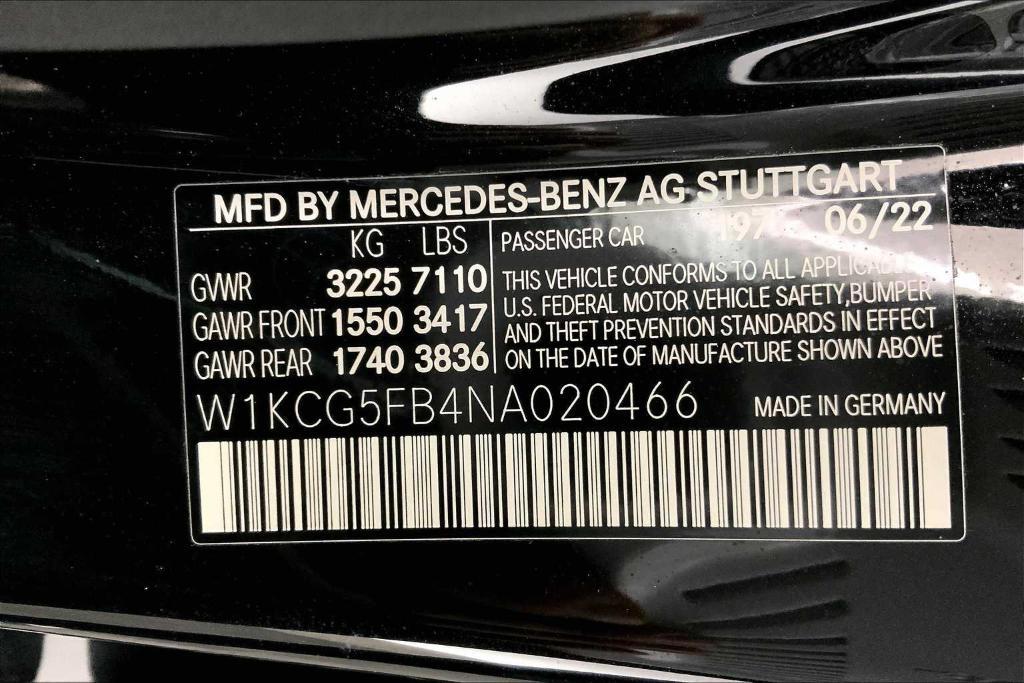 MFD BY MERCEDES-BENZ AG STUTTGART
KG LBS
GVWR 3225 7110
GAWR FRONT 1550 3417
GAWR REAR 1740 3836
PASSENGER CAR 06/22
THIS VEHICLE CONFORMS TO ALL APPLICABLE
U.S. FEDERAL MOTOR VEHICLE SAFETY,BUMPER
AND THEFT PREVENTION STANDARDS IN EFFECT
ON THE DATE OF MANUFACTURE SHOWN ABOVE
W1KCG5FB4NA020466 MADE IN GERMANY